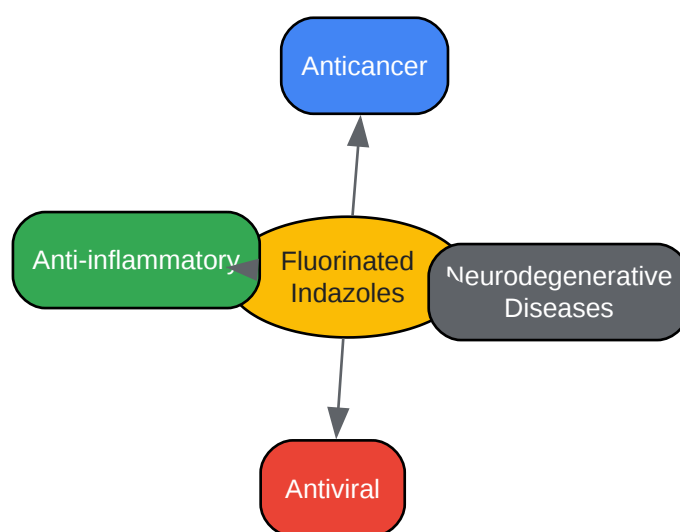 Anticancer
Anti-inflammatory
Fluorinated
Indazoles
Neurodegenerative
Diseases
Antiviral